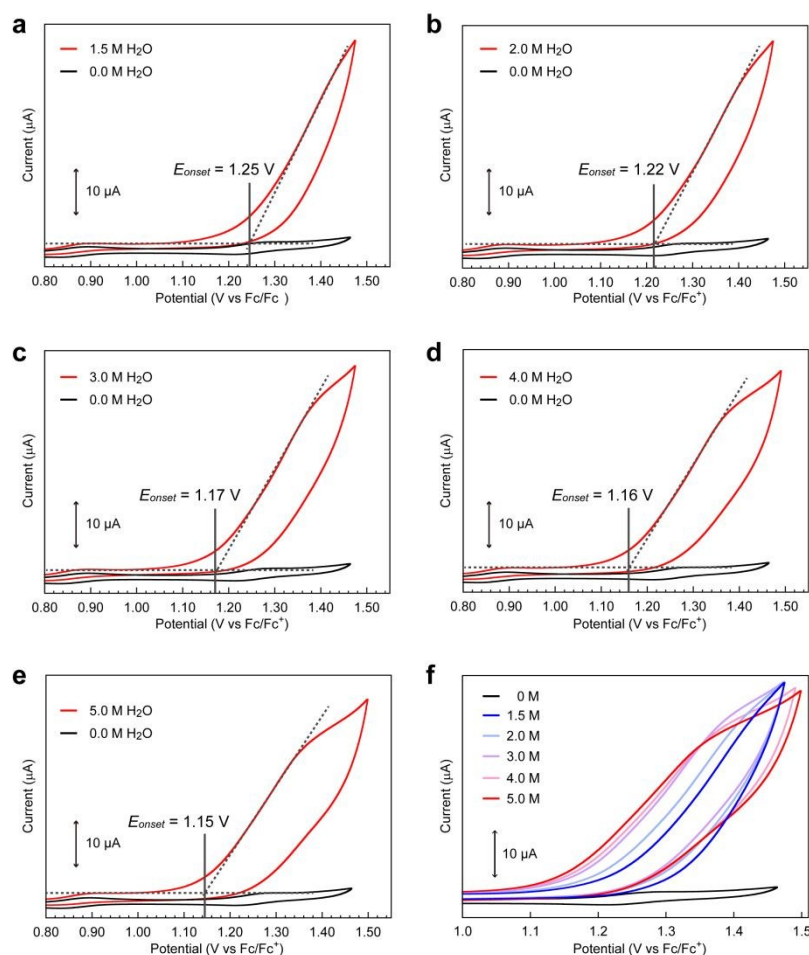 a
1.5 M H₂O
0.0 M H₂O
Eonset = 1.25 V
10 µA
Current (µA)
0.80 0.90 1.00 1.10 1.20 1.30 1.40 1.50
Potential (V vs Fc/Fc )
b
2.0 M H₂O
0.0 M H₂O
Eonset = 1.22 V
10 µA
Current (µA)
0.80 0.90 1.00 1.10 1.20 1.30 1.40 1.50
Potential (V vs Fc/Fc⁺)
c
3.0 M H₂O
0.0 M H₂O
Eonset = 1.17 V
10 µA
Current (µA)
0.80 0.90 1.00 1.10 1.20 1.30 1.40 1.50
Potential (V vs Fc/Fc⁺)
d
4.0 M H₂O
0.0 M H₂O
Eonset = 1.16 V
10 µA
Current (µA)
0.80 0.90 1.00 1.10 1.20 1.30 1.40 1.50
Potential (V vs Fc/Fc⁺)
e
5.0 M H₂O
0.0 M H₂O
Eonset = 1.15 V
10 µA
Current (µA)
0.80 0.90 1.00 1.10 1.20 1.30 1.40 1.50
Potential (V vs Fc/Fc⁺)
f
0 M
1.5 M
2.0 M
3.0 M
4.0 M
5.0 M
10 µA
Current (µA)
1.0 1.1 1.2 1.3 1.4 1.5
Potential (V vs Fc/Fc⁺)